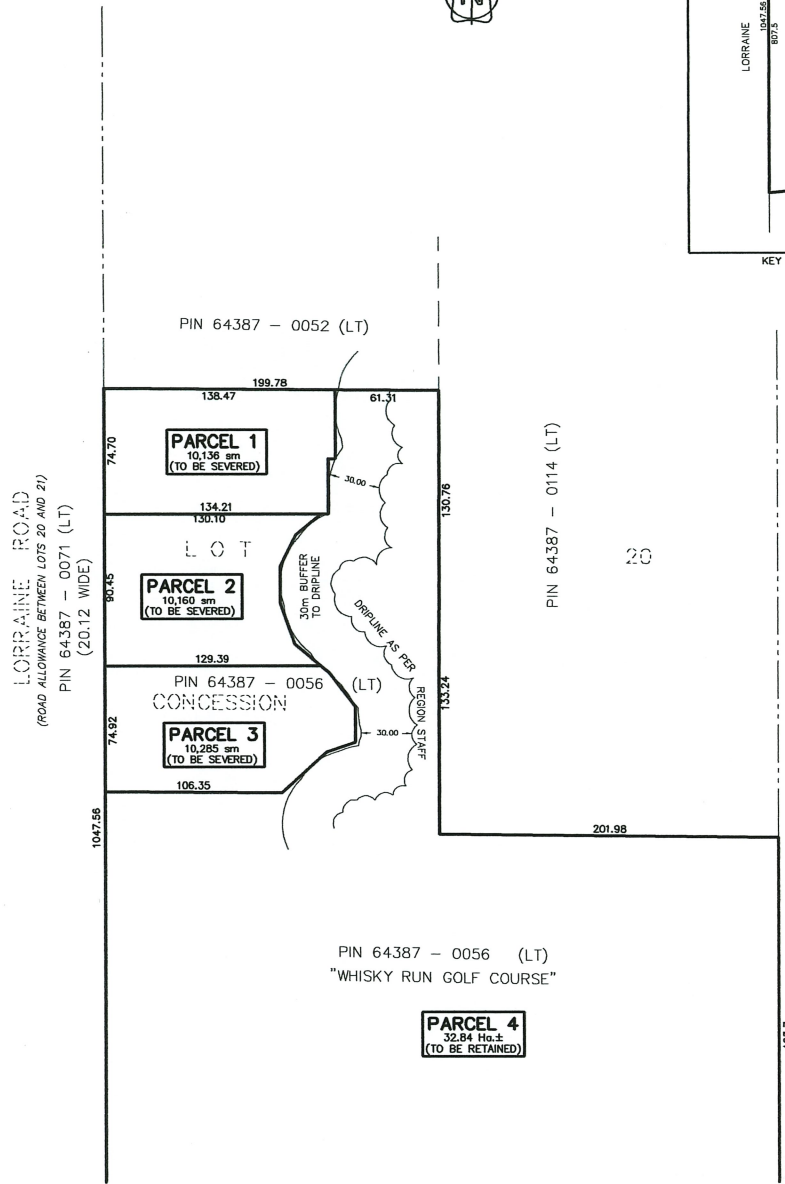 LORRAINE
1047.56
807.5
KEY
PIN 64387 - 0052 (LT)
199.78
138.47
61.31
74.70
PARCEL 1
10,136 sm
(TO BE SEVERED)
30.00
134.21
130.10
130.76
PIN 64387 - 0114 (LT)
20
LORRAINE ROAD
(ROAD ALLOWANCE BETWEEN LOTS 20 AND 21)
PIN 64387 - 0071 (LT)
(20.12 WIDE)
LOT
90.45
PARCEL 2
10,160 sm
(TO BE SEVERED)
30m BUFFER
TO DRIPLINE
DRIPLINE AS PER
REGION STAFF
129.39
PIN 64387 - 0056 (LT)
CONCESSION
133.24
74.92
PARCEL 3
10,285 sm
(TO BE SEVERED)
30.00
106.35
1047.56
201.98
PIN 64387 - 0056 (LT)
"WHISKY RUN GOLF COURSE"
PARCEL 4
32.84 Ha.±
(TO BE RETAINED)